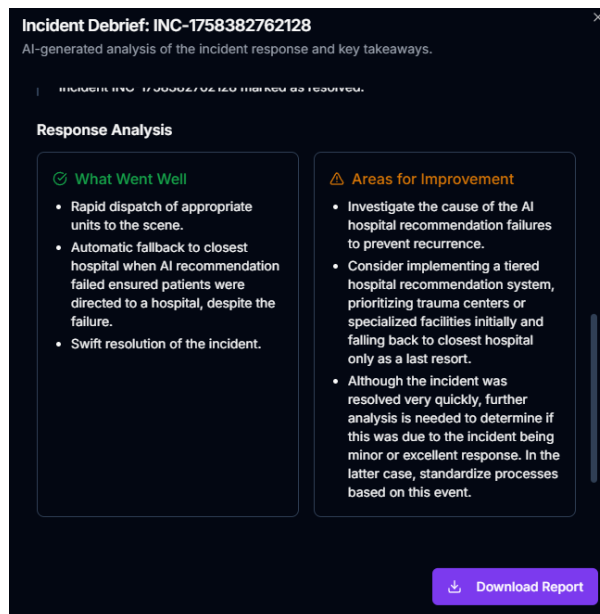 Incident Debrief: INC-1758382762128
AI-generated analysis of the incident response and key takeaways.
Incident INC-1758382762128 marked as resolved.
Response Analysis
What Went Well
• Rapid dispatch of appropriate
units to the scene.
• Automatic fallback to closest
hospital when AI recommendation
failed ensured patients were
directed to a hospital, despite the
failure.
• Swift resolution of the incident.
Areas for Improvement
• Investigate the cause of the AI
hospital recommendation failures
to prevent recurrence.
• Consider implementing a tiered
hospital recommendation system,
prioritizing trauma centers or
specialized facilities initially and
falling back to closest hospital
only as a last resort.
• Although the incident was
resolved very quickly, further
analysis is needed to determine if
this was due to the incident being
minor or excellent response. In the
latter case, standardize processes
based on this event.
Download Report